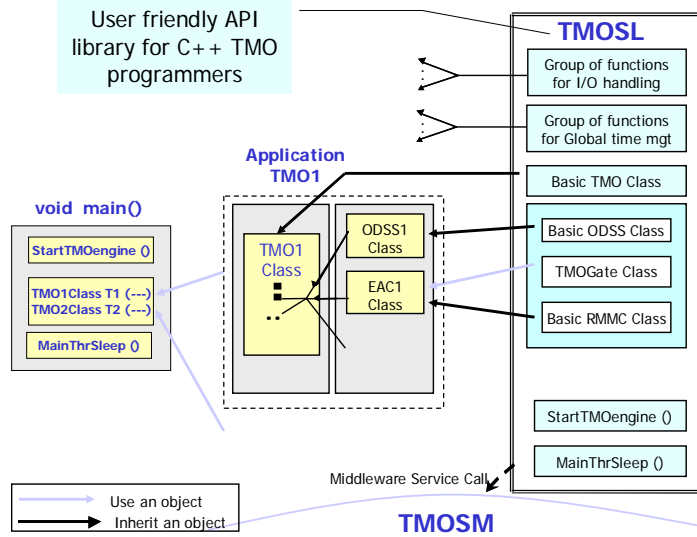 User friendly API
library for C++ TMO
programmers
TMOSL
Group of functions
for I/O handling
Group of functions
for Global time mgt
Basic TMO Class
Basic ODSS Class
TMOGate Class
Basic RMMC Class
StartTMOengine ()
MainThrSleep ()
Application
TMO1
TMO1
Class
ODSS1
Class
EAC1
Class
void main()
StartTMOengine ()
TMO1Class T1 (---)
TMO2Class T2 (---)
MainThrSleep ()
Middleware Service Call
Use an object
Inherit an object
TMOSM